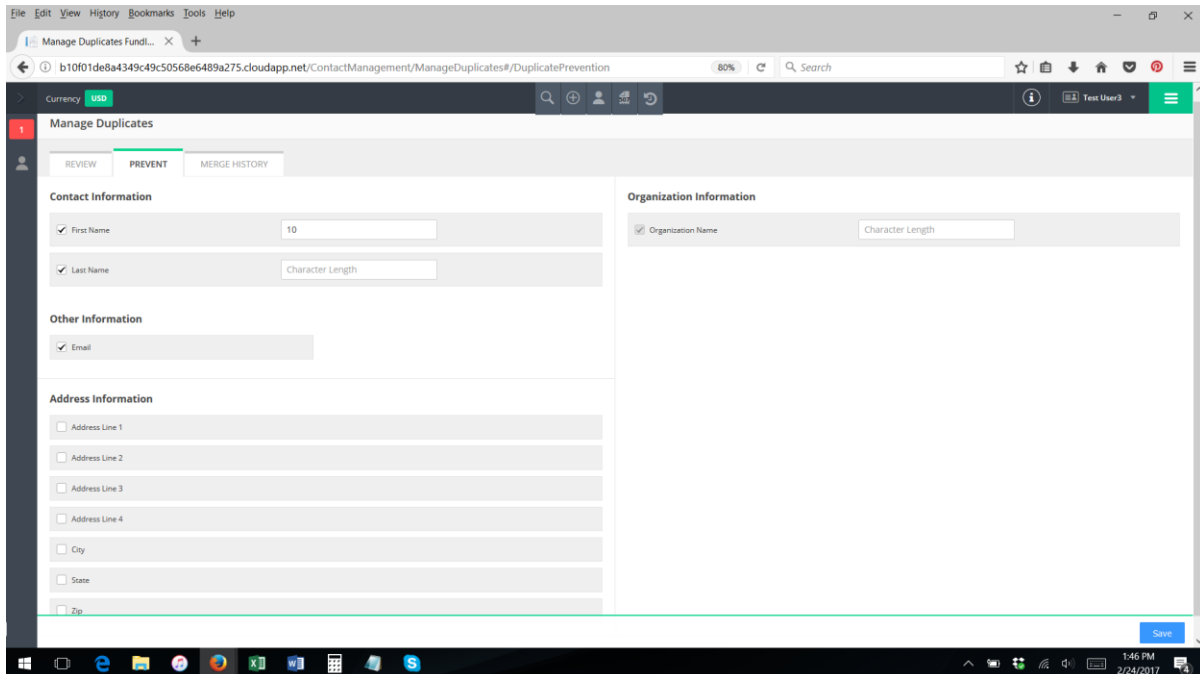 File Edit View History Bookmarks Tools Help
Manage Duplicates Fundl...
b10f01de8a4349c49c50568e6489a275.cloudapp.net/ContactManagement/ManageDuplicates#/DuplicatePrevention 80% Search
Currency USD Test User3
1 Manage Duplicates
REVIEW PREVENT MERGE HISTORY
Contact Information Organization Information
First Name 10 Organization Name Character Length
Last Name Character Length
Other Information
Email
Address Information
Address Line 1
Address Line 2
Address Line 3
Address Line 4
City
State
Zip
Save
1:46 PM
2/24/2017 4